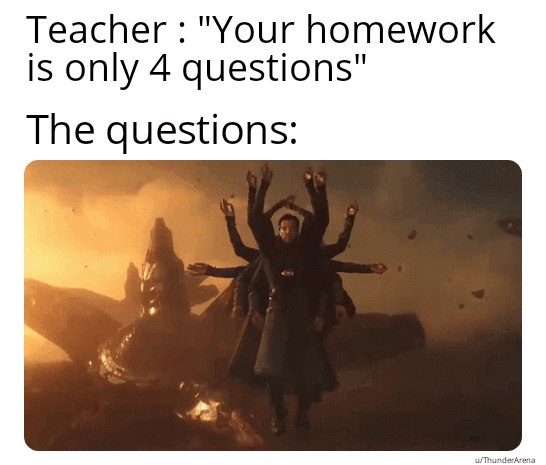 Teacher : "Your homework
is only 4 questions"
The questions:
u/ThunderArena